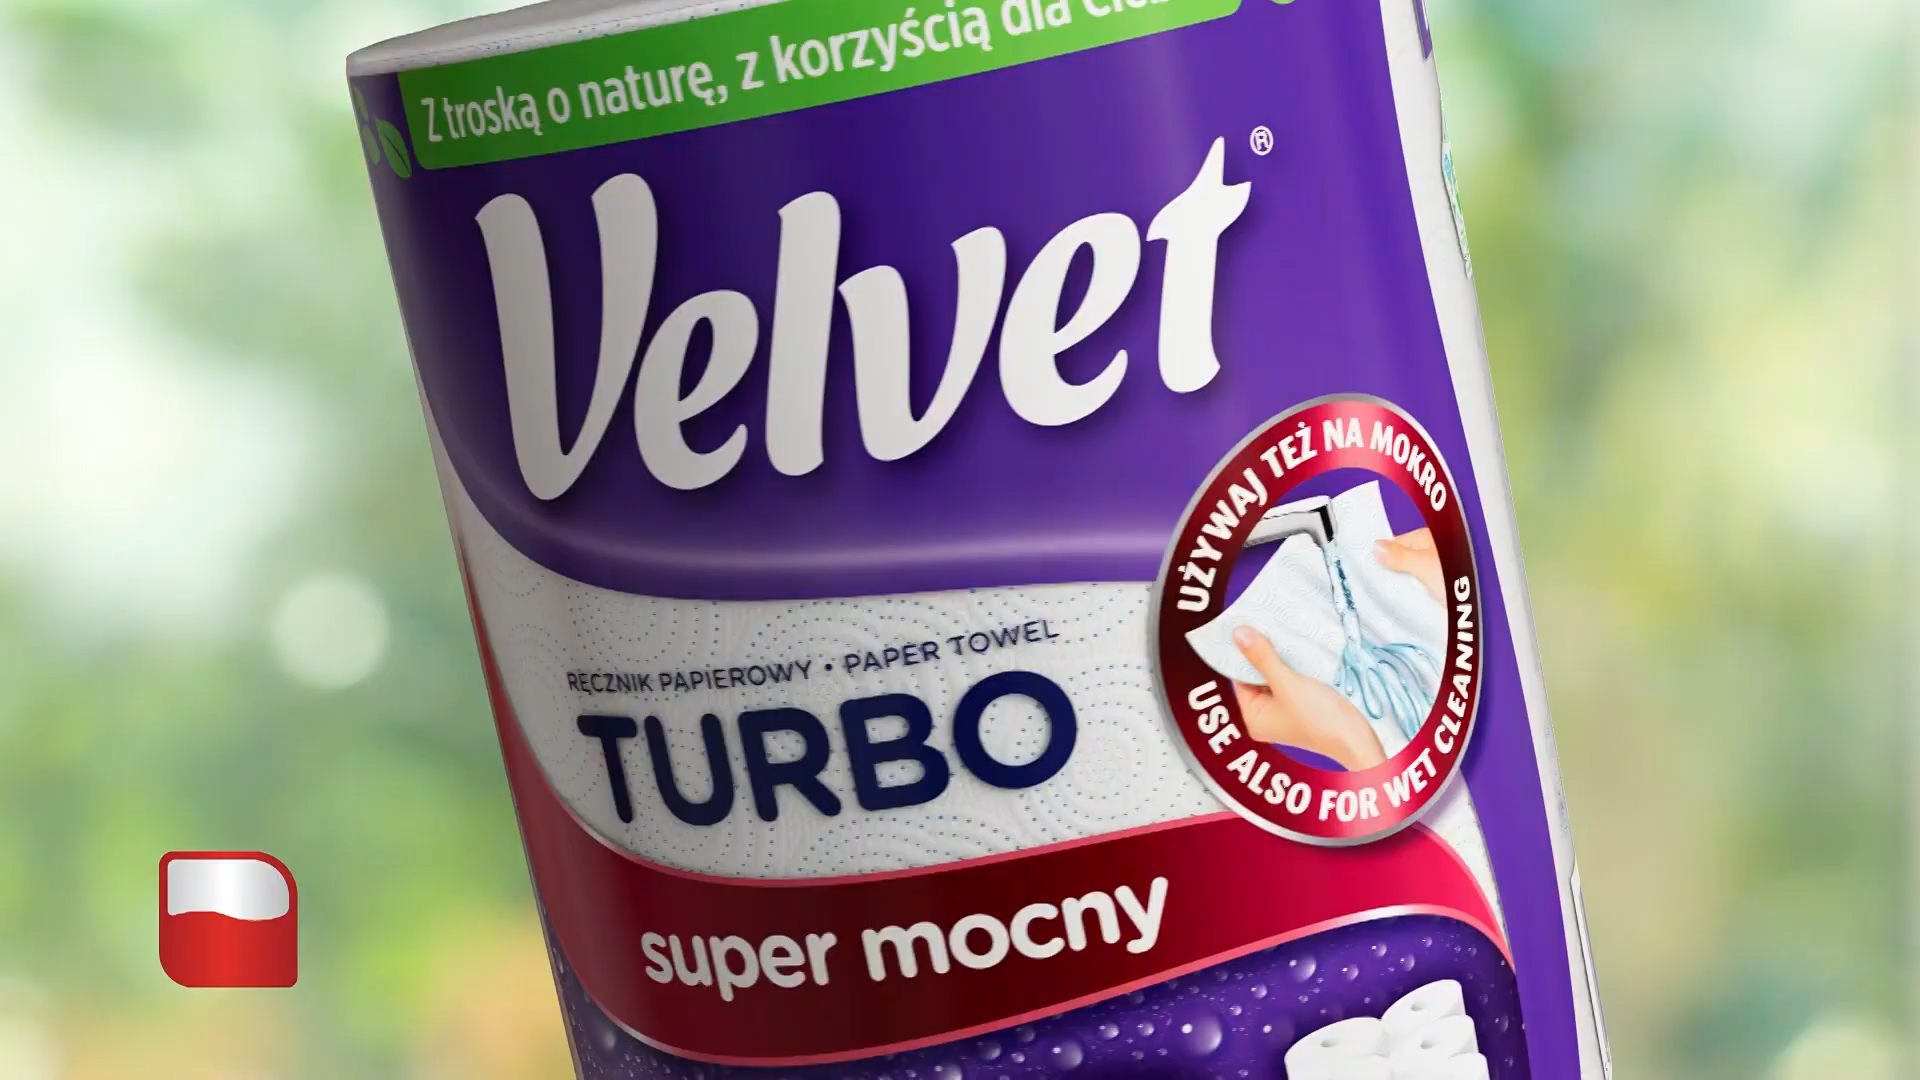 Z troską o naturę, z korzyścią dla
Velvet®
UŻYWAJ TEŻ NA MOKRO
USE ALSO FOR WET CLEANING
RĘCZNIK PAPIEROWY • PAPER TOWEL
TURBO
super mocny